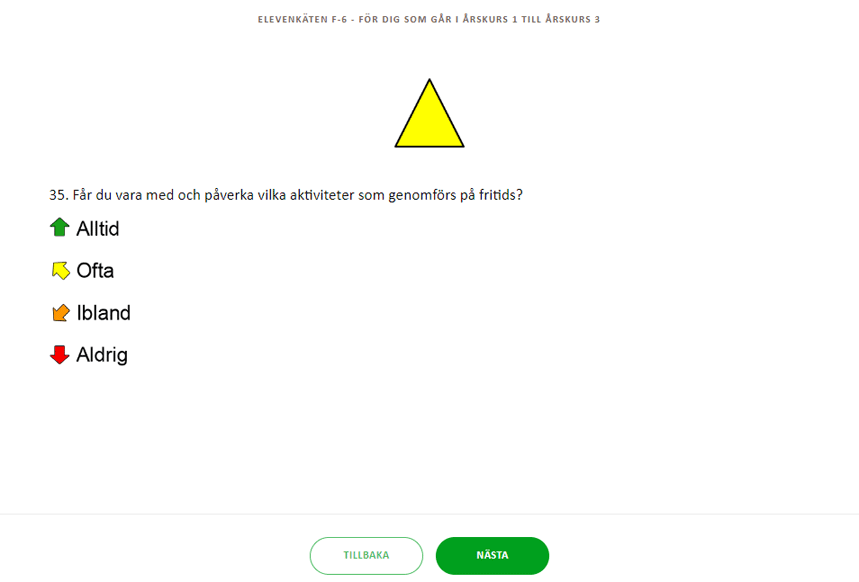 ELEVENKÄTEN F-6 - FÖR DIG SOM GÅR I ÅRSKURS 1 TILL ÅRSKURS 3
35. Får du vara med och påverka vilka aktiviteter som genomförs på fritids?
Alltid
Ofta
Ibland
Aldrig
TILLBAKA
NÄSTA